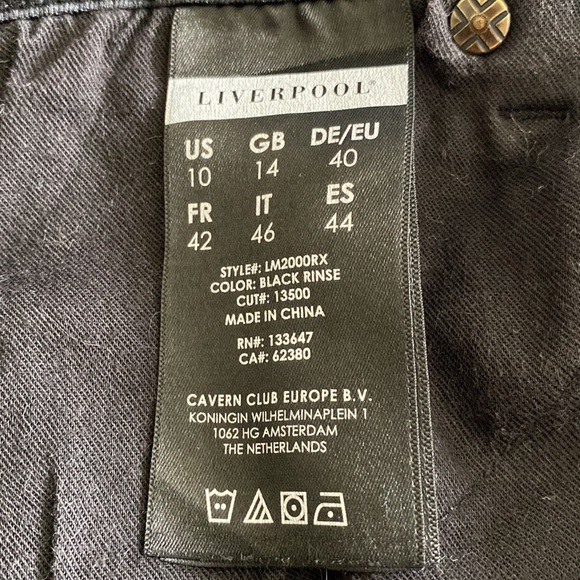 LIVERPOOL®
US GB DE/EU
10 14 40
FR IT ES
42 46 44
STYLE#: LM2000RX
COLOR: BLACK RINSE
CUT#: 13500
MADE IN CHINA
RN#: 133647
CA#: 62380
CAVERN CLUB EUROPE B.V.
KONINGIN WILHELMINAPLEIN 1
1062 HG AMSTERDAM
THE NETHERLANDS